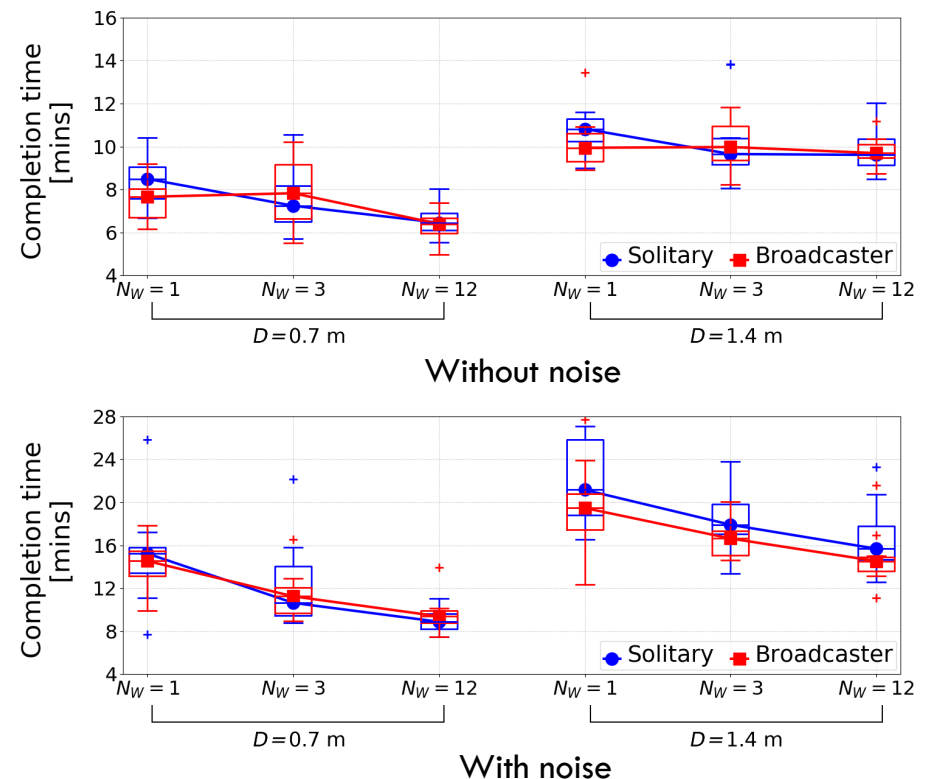 Completion time
[mins]
16
14
12
10
8
6
4
Solitary Broadcaster
N_W = 1 N_W = 3 N_W = 12 N_W = 1 N_W = 3 N_W = 12
D = 0.7 m D = 1.4 m
Without noise
Completion time
[mins]
28
24
20
16
12
8
4
Solitary Broadcaster
N_W = 1 N_W = 3 N_W = 12 N_W = 1 N_W = 3 N_W = 12
D = 0.7 m D = 1.4 m
With noise